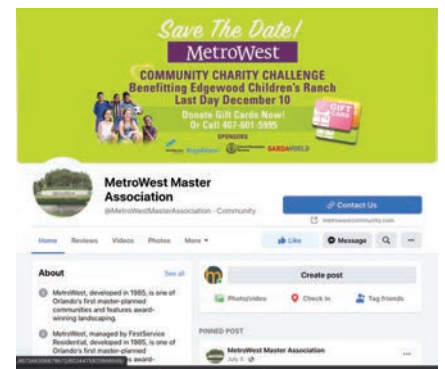 Save The Date!
MetroWest
COMMUNITY CHARITY CHALLENGE
Benefitting Edgewood Children's Ranch
Last Day December 10
Donate Gift Cards Now!
Or Call 407-601-5995
SPONSORS
GARDAWORLD
GIFT CARD
MetroWest Master
Association
@MetroWestMasterAssociation · Community
Contact Us
metrowestcommunity.com
Home Reviews Videos Photos More
Like Message
About See all
MetroWest, developed in 1985, is one of
Orlando's first master-planned
communities and features award-
winning landscaping.
MetroWest, managed by FirstService
Residential, developed in 1985, is one of
Orlando's first master-planned
Create post
Photo/video Check in Tag friends
PINNED POST
MetroWest Master Association
July 5